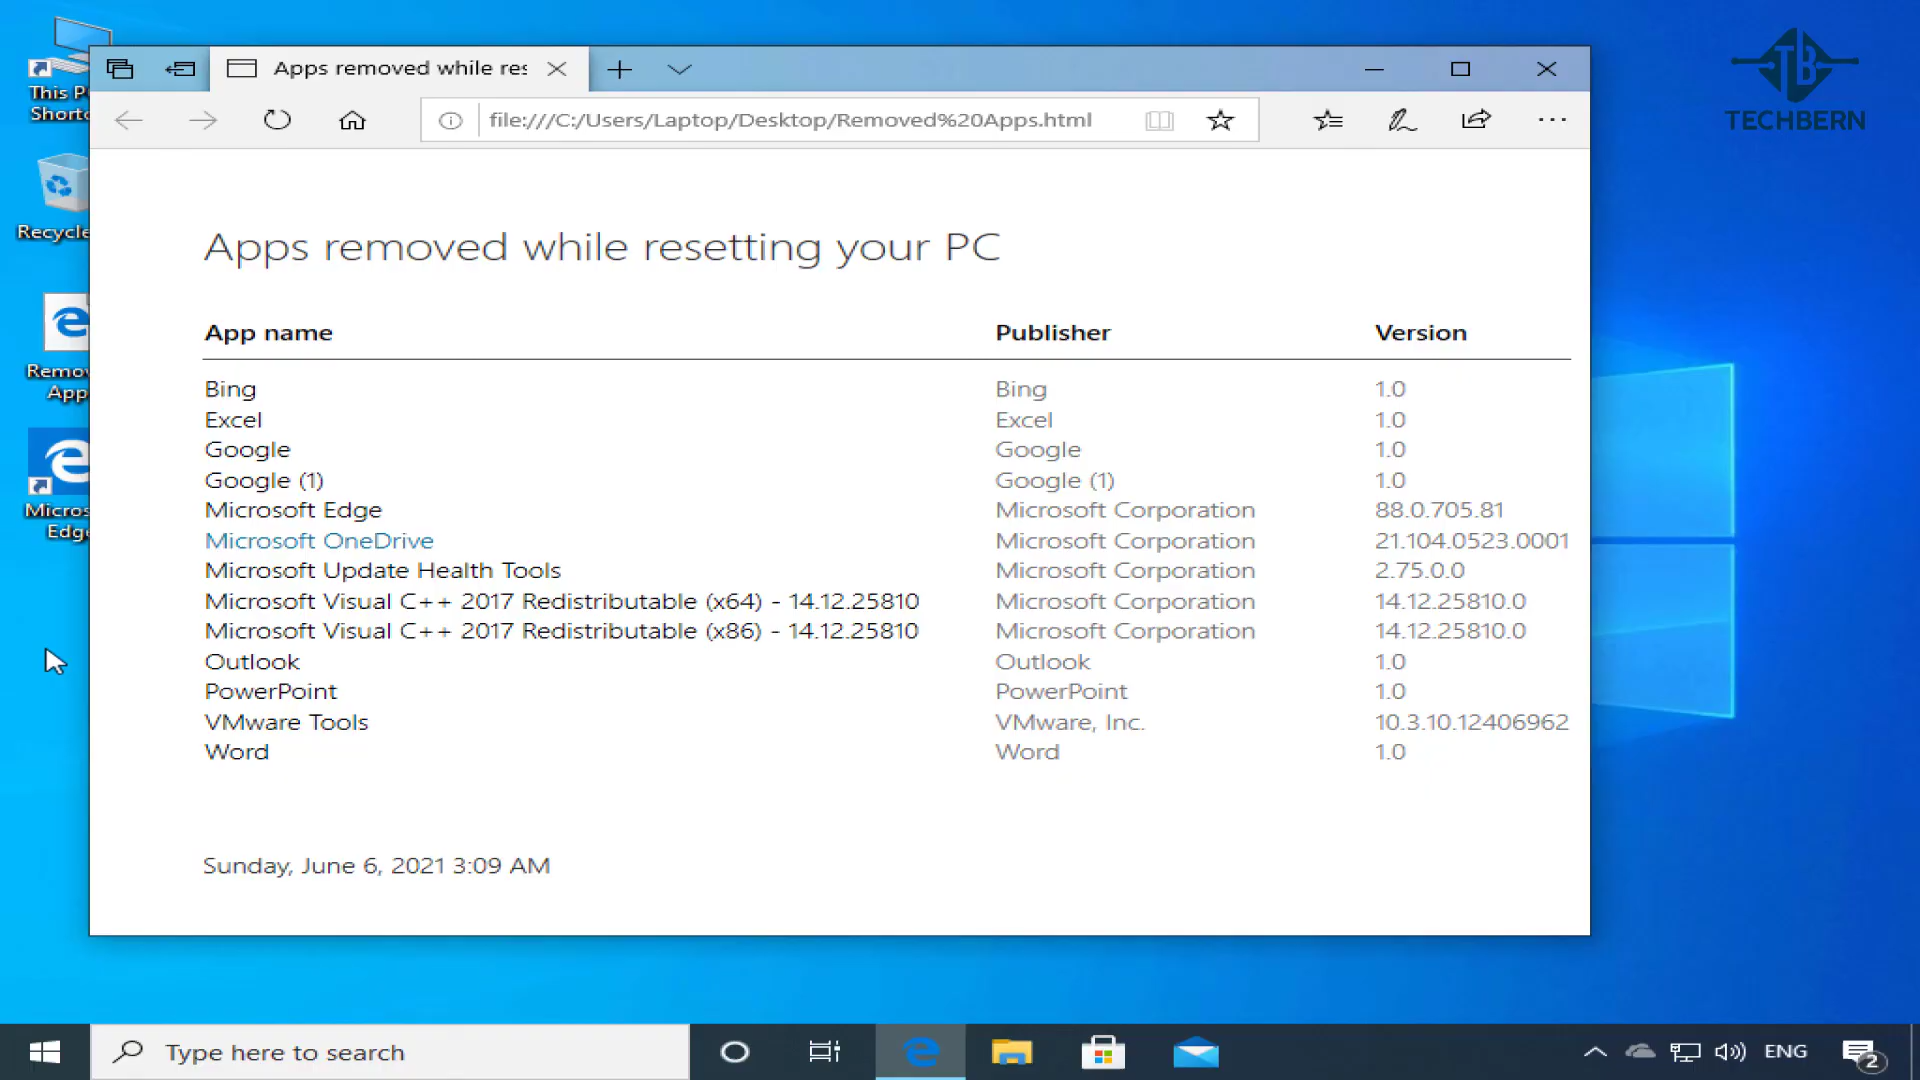 This P
Shortc
Recycle
Remov
App
Micros
Edge
Apps removed while res
file:///C:/Users/Laptop/Desktop/Removed%20Apps.html
TB
TECHBERN
Apps removed while resetting your PC
App name Publisher Version
Bing Bing 1.0
Excel Excel 1.0
Google Google 1.0
Google (1) Google (1) 1.0
Microsoft Edge Microsoft Corporation 88.0.705.81
Microsoft OneDrive Microsoft Corporation 21.104.0523.0001
Microsoft Update Health Tools Microsoft Corporation 2.75.0.0
Microsoft Visual C++ 2017 Redistributable (x64) - 14.12.25810 Microsoft Corporation 14.12.25810.0
Microsoft Visual C++ 2017 Redistributable (x86) - 14.12.25810 Microsoft Corporation 14.12.25810.0
Outlook Outlook 1.0
PowerPoint PowerPoint 1.0
VMware Tools VMware, Inc. 10.3.10.12406962
Word Word 1.0
Sunday, June 6, 2021 3:09 AM
Type here to search
ENG
2